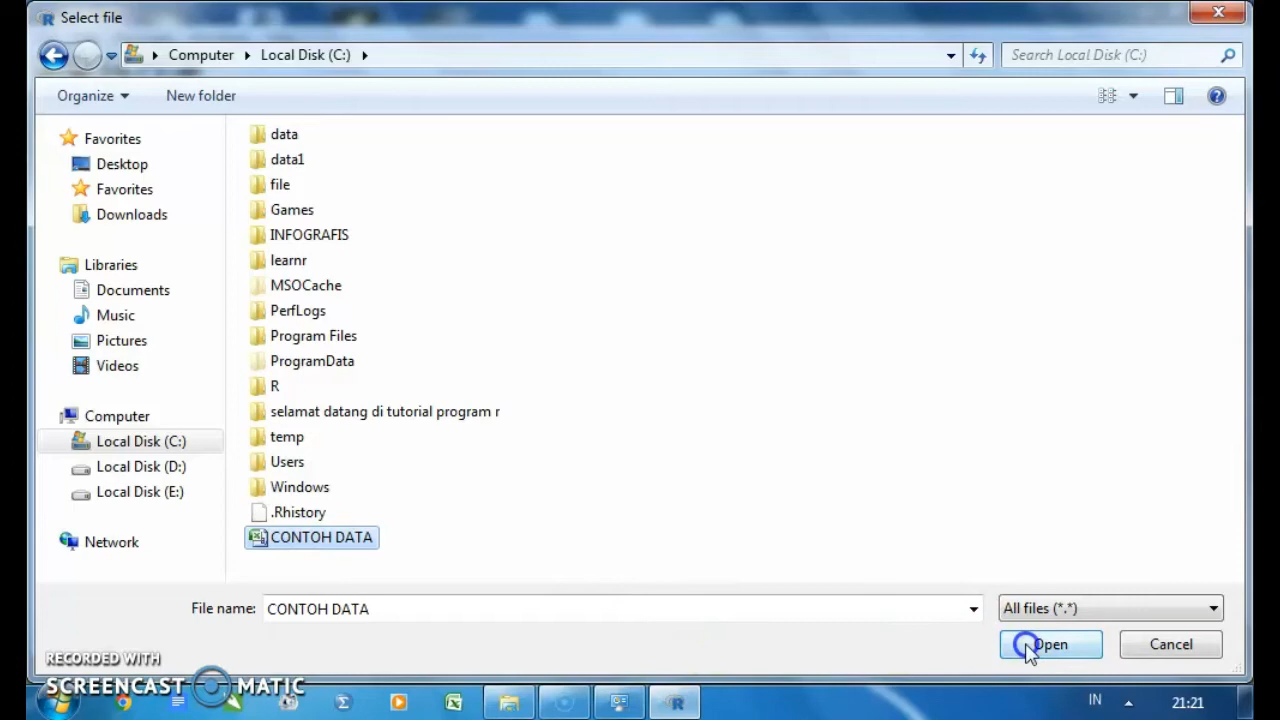 Select file
Computer
Local Disk (C:)
Search Local Disk (C:)
Organize
New folder
Favorites
Desktop
Favorites
Downloads
Libraries
Documents
Music
Pictures
Videos
Computer
Local Disk (C:)
Local Disk (D:)
Local Disk (E:)
Network
data
data1
file
Games
INFOGRAFIS
learnr
MSOCache
PerfLogs
Program Files
ProgramData
R
selamat datang di tutorial program r
temp
Users
Windows
.Rhistory
CONTOH DATA
File name: CONTOH DATA
All files (*.*)
Open
Cancel
RECORDED WITH
SCREENCAST MATIC
IN
21:21